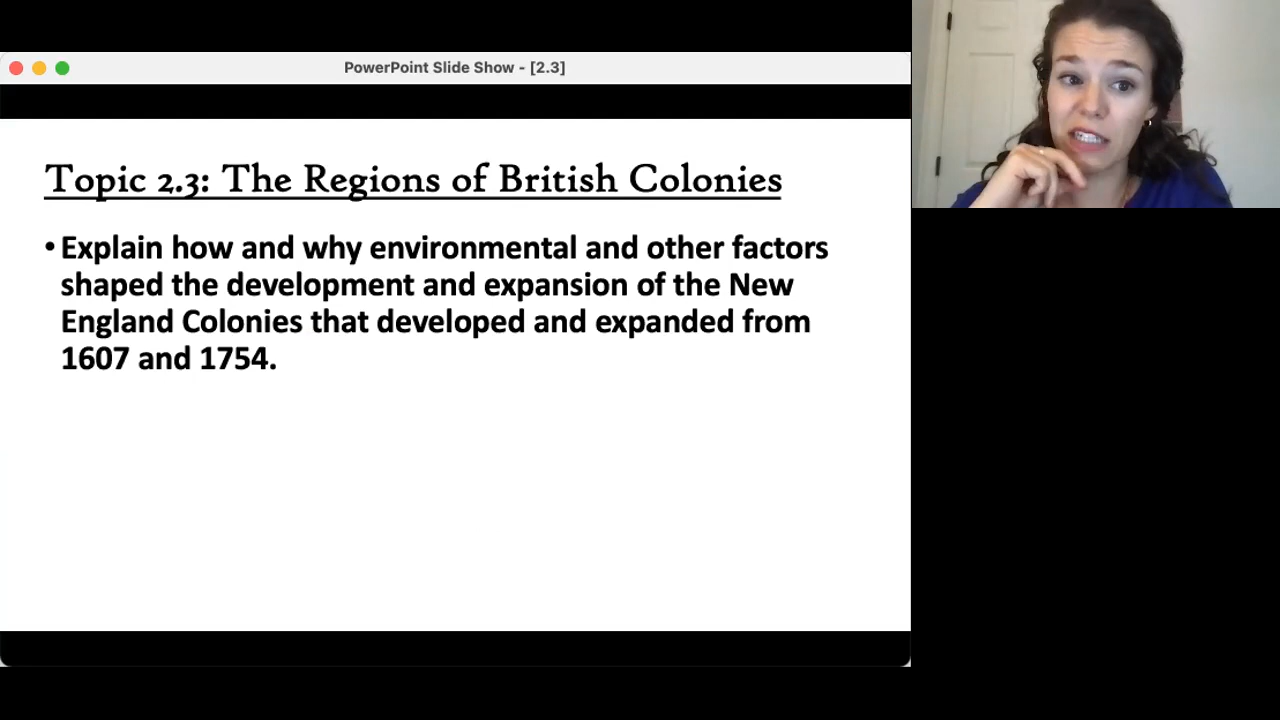 PowerPoint Slide Show - [2.3]
Topic 2.3: The Regions of British Colonies
• Explain how and why environmental and other factors
shaped the development and expansion of the New
England Colonies that developed and expanded from
1607 and 1754.